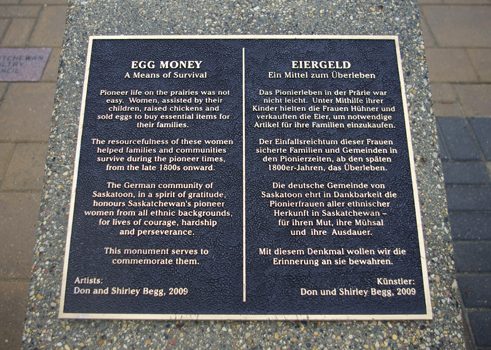 TCHEWAN
LTRY
CIL
EGG MONEY
A Means of Survival
Pioneer life on the prairies was not
easy. Women, assisted by their
children, raised chickens and
sold eggs to buy essential items for
their families.
The resourcefulness of these women
helped families and communities
survive during the pioneer times,
from the late 1800s onward.
The German community of
Saskatoon, in a spirit of gratitude,
honours Saskatchewan's pioneer
women from all ethnic backgrounds,
for lives of courage, hardship
and perseverance.
This monument serves to
commemorate them.
Artists:
Don and Shirley Begg, 2009
EIERGELD
Ein Mittel zum Überleben
Das Pionierleben in der Prärie war
nicht leicht. Unter Mithilfe ihrer
Kinder hielten die Frauen Hühner und
verkauften die Eier, um notwendige
Artikel für ihre Familien einzukaufen.
Der Einfallsreichtum dieser Frauen
sicherte Familien und Gemeinden in
den Pionierzeiten, ab den späten
1800er-Jahren, das Überleben.
Die deutsche Gemeinde von
Saskatoon ehrt in Dankbarkeit die
Pionierfrauen aller ethnischer
Herkunft in Saskatchewan –
für ihren Mut, ihre Mühsal
und ihre Ausdauer.
Mit diesem Denkmal wollen wir die
Erinnerung an sie bewahren.
Künstler:
Don und Shirley Begg, 2009